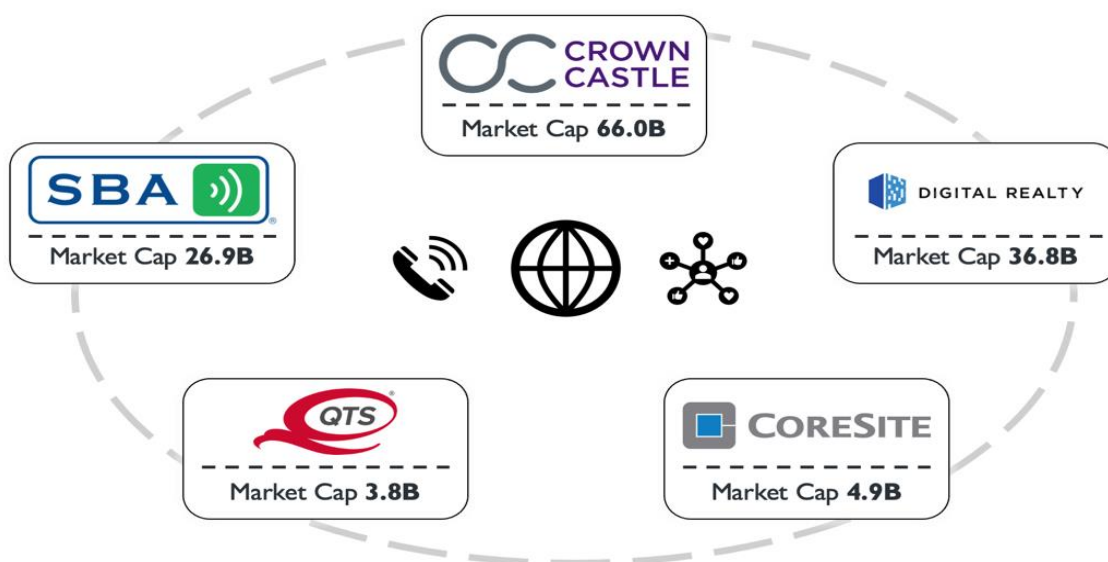 CROWN
CASTLE
Market Cap 66.0B
SBA
®
Market Cap 26.9B
DIGITAL REALTY
Market Cap 36.8B
QTS
®
Market Cap 3.8B
CORESITE
Market Cap 4.9B